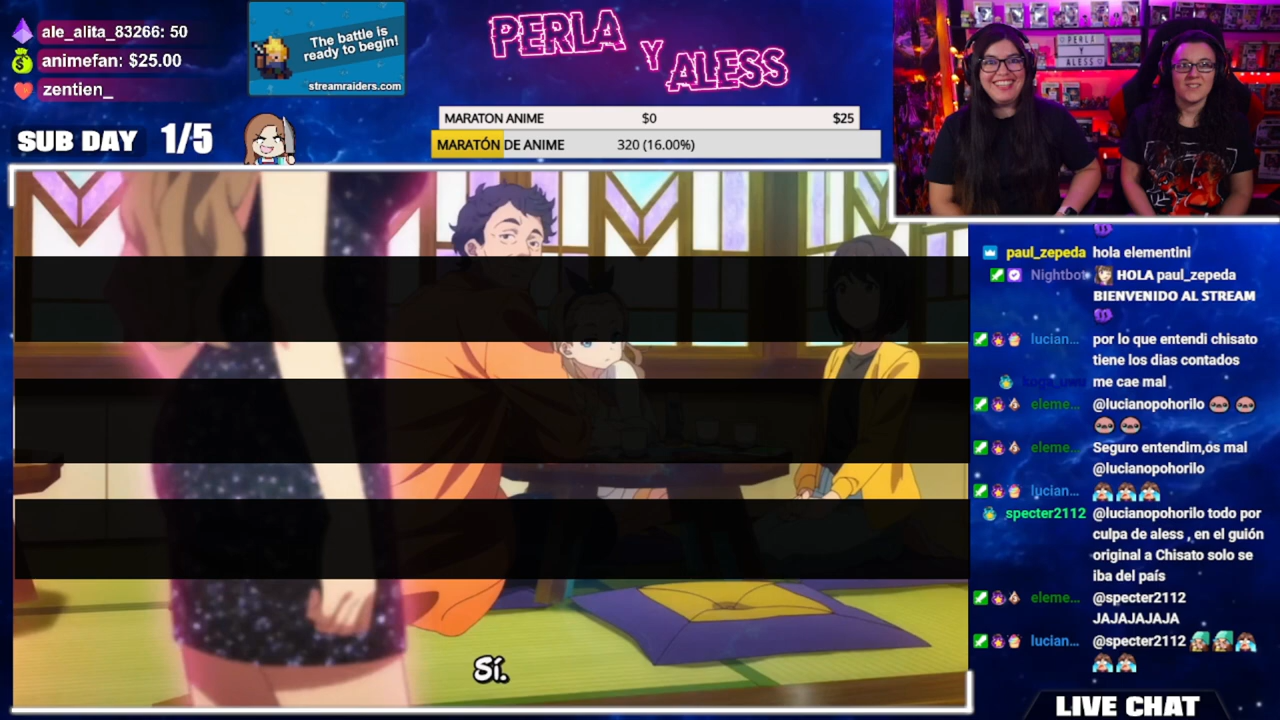 ale_alita_83266: 50
animefan: $25.00
zentien_
SUB DAY 1/5
The battle is
ready to begin!
streamraiders.com
PERLA
Y
ALESS
MARATON ANIME $0 $25
MARATÓN DE ANIME 320 (16.00%)
PERLA
Y
ALESS
paul_zepeda hola elementini
Nightbot HOLA paul_zepeda
BIENVENIDO AL STREAM
lucian... por lo que entendi chisato
tiene los dias contados
koga_uwu me cae mal
eleme... @lucianopohorilo
eleme... Seguro entendim,os mal
@lucianopohorilo
lucian...
specter2112 @lucianopohorilo todo por
culpa de aless , en el guión
original a Chisato solo se
iba del país
eleme... @specter2112
JAJAJAJAJA
lucian... @specter2112
Sí.
LIVE CHAT